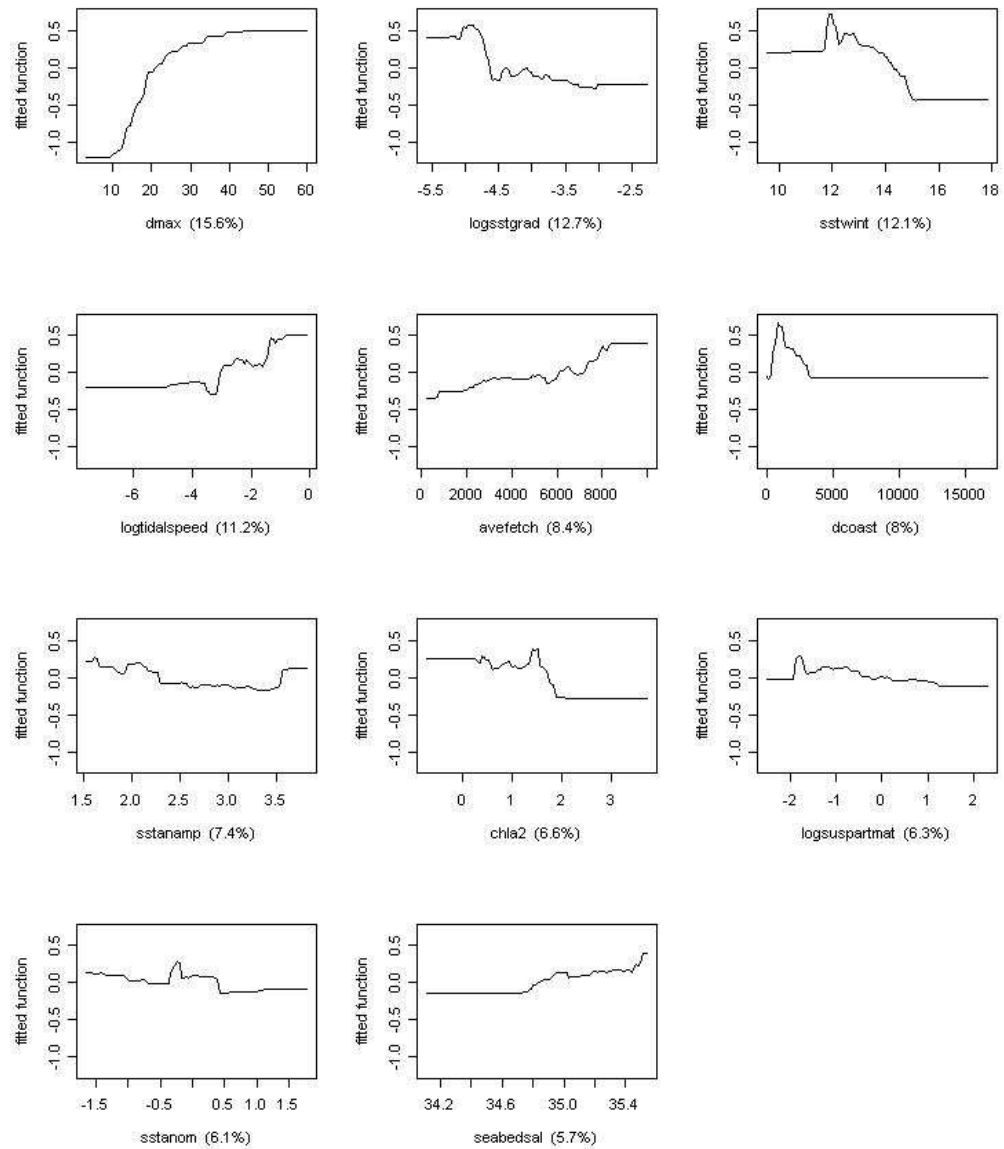 fitted function
0.5
0.0
-0.5
-1.0
10 20 30 40 50 60
dmax (15.6%)
fitted function
0.5
0.0
-0.5
-1.0
-5.5 -4.5 -3.5 -2.5
logsstgrad (12.7%)
fitted function
0.5
0.0
-0.5
-1.0
10 12 14 16 18
sstwint (12.1%)
fitted function
0.5
0.0
-0.5
-1.0
-6 -4 -2 0
logtidalspeed (11.2%)
fitted function
0.5
0.0
-0.5
-1.0
0 2000 4000 6000 8000
avefetch (8.4%)
fitted function
0.5
0.0
-0.5
-1.0
0 5000 10000 15000
dcoast (8%)
fitted function
0.5
0.0
-0.5
-1.0
1.5 2.0 2.5 3.0 3.5
sstanamp (7.4%)
fitted function
0.5
0.0
-0.5
-1.0
0 1 2 3
chla2 (6.6%)
fitted function
0.5
0.0
-0.5
-1.0
-2 -1 0 1 2
logsuspartmat (6.3%)
fitted function
0.5
0.0
-0.5
-1.0
-1.5 -0.5 0.5 1.0 1.5
sstanom (6.1%)
fitted function
0.5
0.0
-0.5
-1.0
34.2 34.6 35.0 35.4
seabedsal (5.7%)